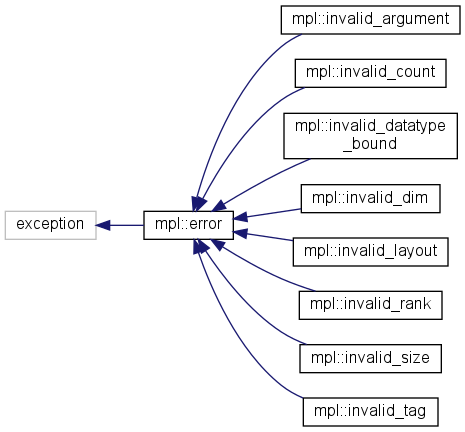 mpl::invalid_argument
mpl::invalid_count
mpl::invalid_datatype
_bound
mpl::invalid_dim
exception
mpl::error
mpl::invalid_layout
mpl::invalid_rank
mpl::invalid_size
mpl::invalid_tag